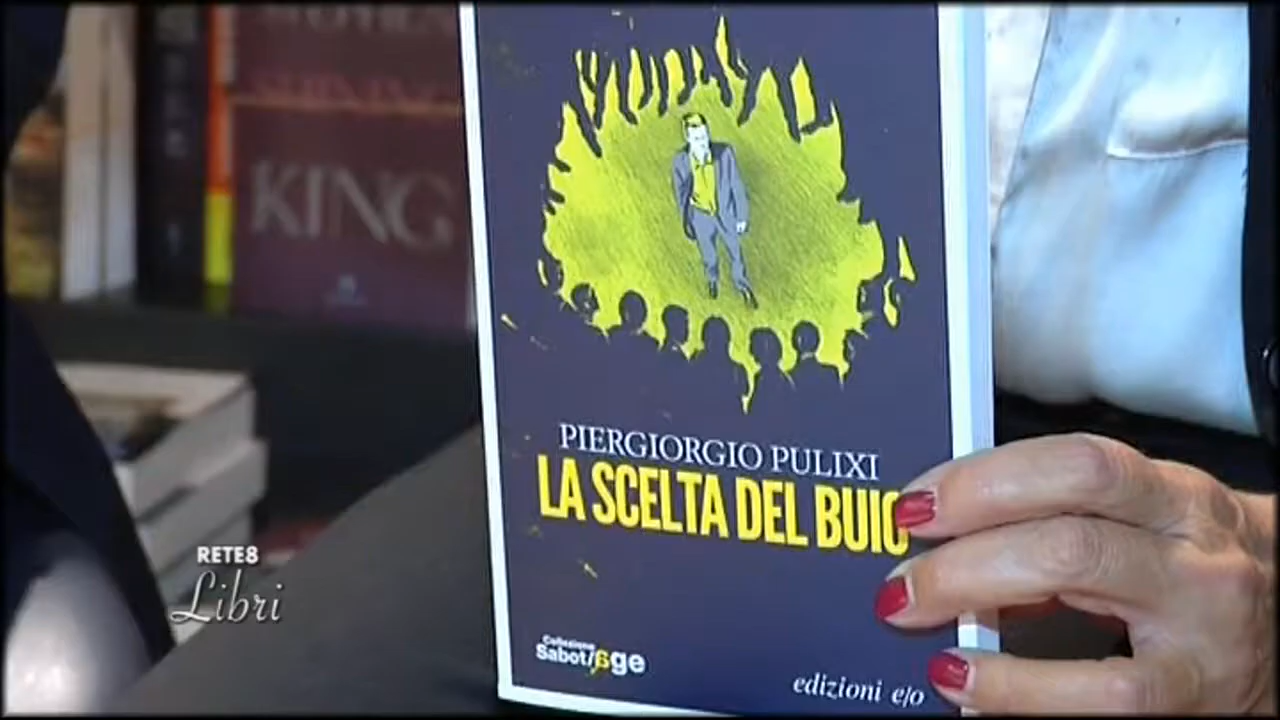 KING
PIERGIORGIO PULIXI
LA SCELTA DEL BUIO
RETE8
Libri
Collezione
Sabot/age
edizioni e/o